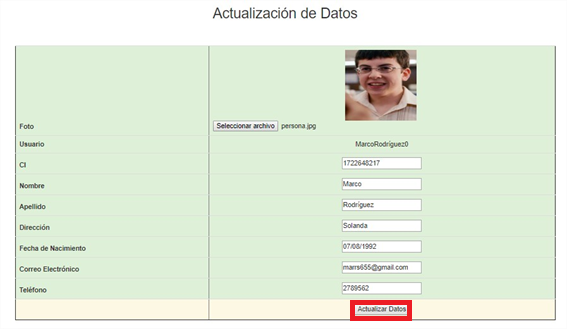 Actualización de Datos
Foto
Seleccionar archivo persona.jpg
Usuario MarcoRodríguez0
CI 1722648217
Nombre Marco
Apellido Rodríguez
Dirección Solanda
Fecha de Nacimiento 07/08/1992
Correo Electrónico marrs655@gmail.com
Teléfono 2789562
Actualizar Datos